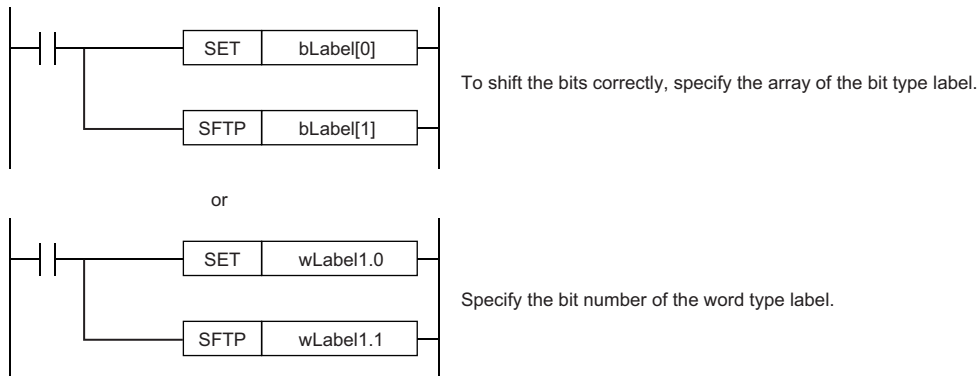 SET bLabel[0]
To shift the bits correctly, specify the array of the bit type label.
SFTP bLabel[1]
or
SET wLabel1.0
Specify the bit number of the word type label.
SFTP wLabel1.1